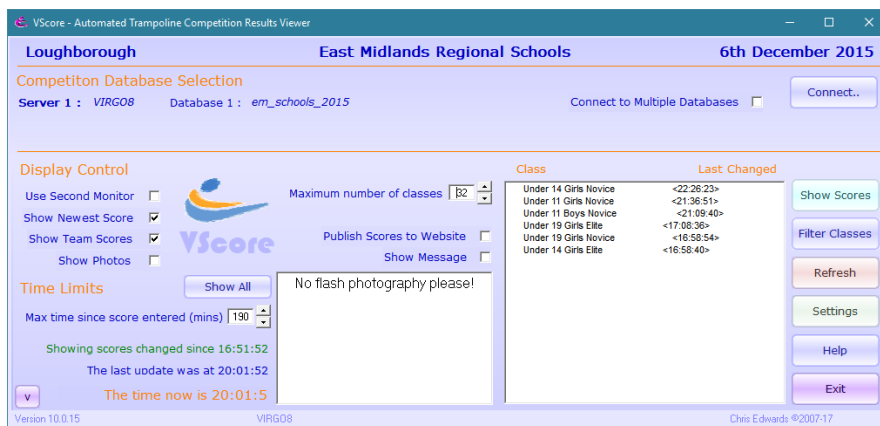 VScore - Automated Trampoline Competition Results Viewer
Loughborough East Midlands Regional Schools 6th December 2015
Competiton Database Selection
Server 1 : VIRGO8 Database 1 : em_schools_2015 Connect to Multiple Databases Connect..
Display Control
Class Last Changed
Use Second Monitor
Show Newest Score
Show Team Scores
Show Photos
VScore
Maximum number of classes 32
Publish Scores to Website
Show Message
Under 14 Girls Novice <22:26:23>
Under 11 Girls Novice <21:36:51>
Under 11 Boys Novice <21:09:40>
Under 19 Girls Elite <17:08:36>
Under 19 Girls Novice <16:58:54>
Under 14 Girls Elite <16:58:40>
Show Scores
Filter Classes
Refresh
Settings
Help
Exit
Time Limits Show All
No flash photography please!
Max time since score entered (mins) 190
Showing scores changed since 16:51:52
The last update was at 20:01:52
v The time now is 20:01:5
Version 10.0.15 VIRGO8 Chris Edwards ©2007-17